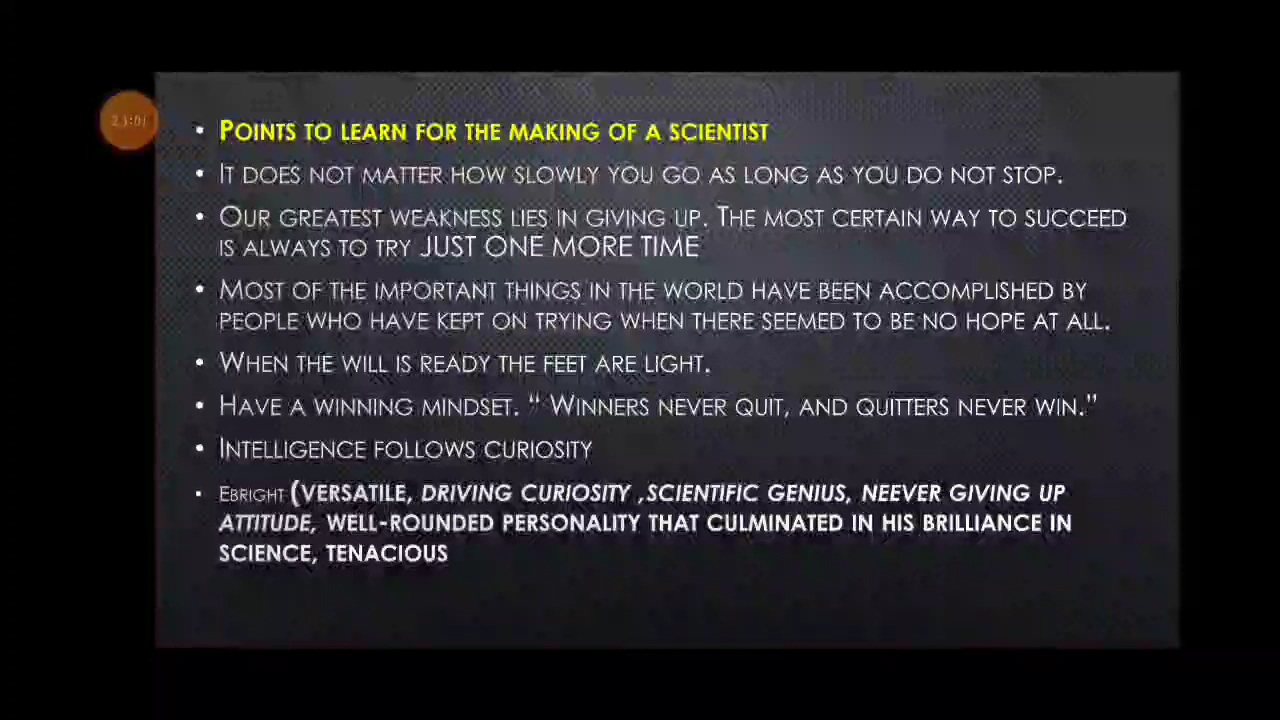 23:01
• Points to learn for the making of a scientist
• It does not matter how slowly you go as long as you do not stop.
• Our greatest weakness lies in giving up. The most certain way to succeed
is always to try JUST ONE MORE TIME
• Most of the important things in the world have been accomplished by
people who have kept on trying when there seemed to be no hope at all.
• When the will is ready the feet are light.
• Have a winning mindset. “ Winners never quit, and quitters never win.”
• Intelligence follows curiosity
• Ebright (versatile, driving curiosity ,scientific genius, neever giving up
attitude, well-rounded personality that culminated in his brilliance in
science, tenacious